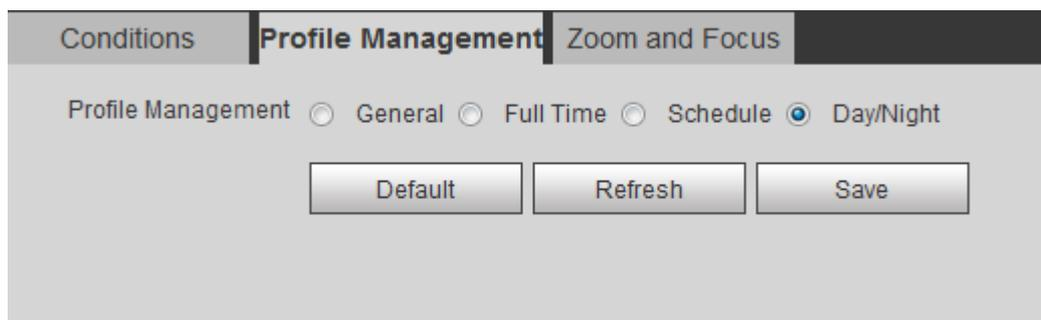 Conditions Profile Management Zoom and Focus
Profile Management General Full Time Schedule Day/Night
Default Refresh Save